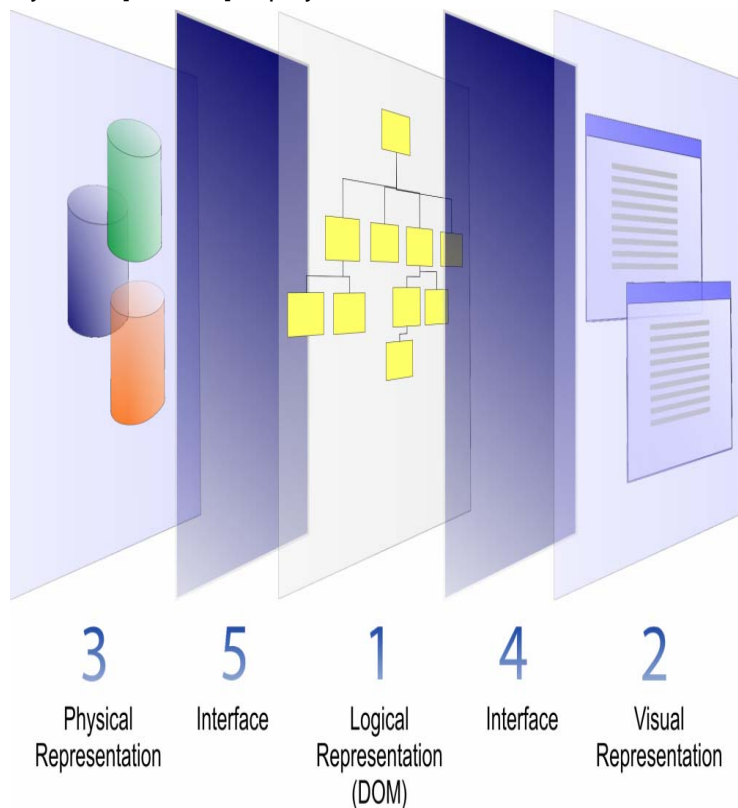 3 5 1 4 2
Physical Representation
Interface
Logical Representation (DOM)
Interface
Visual Representation